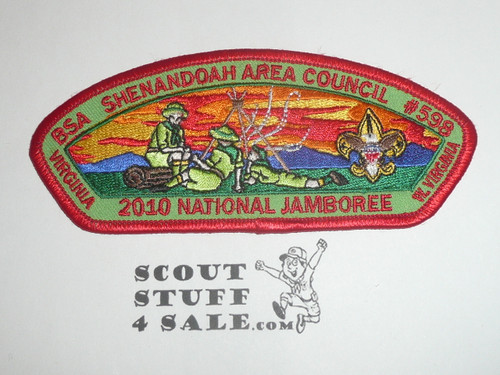 BSA SHENANDOAH AREA COUNCIL #598
VIRGINIA
W. VIRGINIA
2010 NATIONAL JAMBOREE
SCOUT
STUFF
4 SALE.com